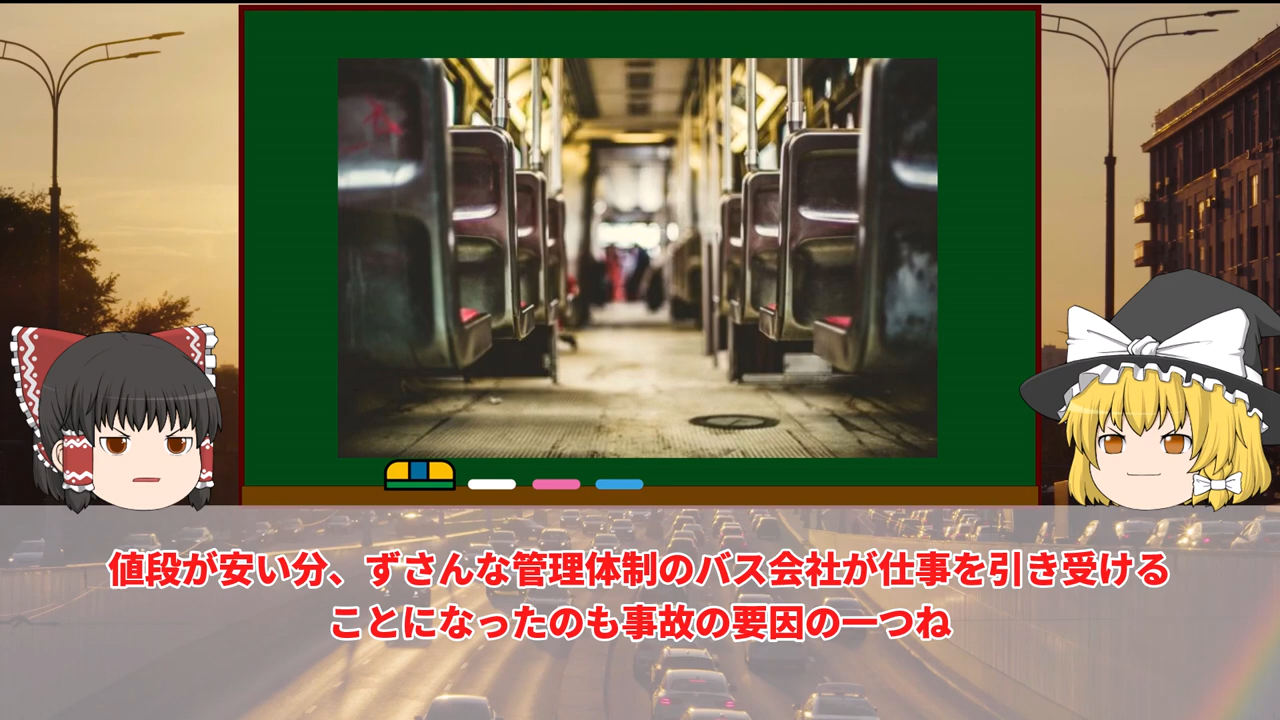 値段が安い分、ずさんな管理体制のバス会社が仕事を引き受ける
ことになったのも事故の要因の一つね